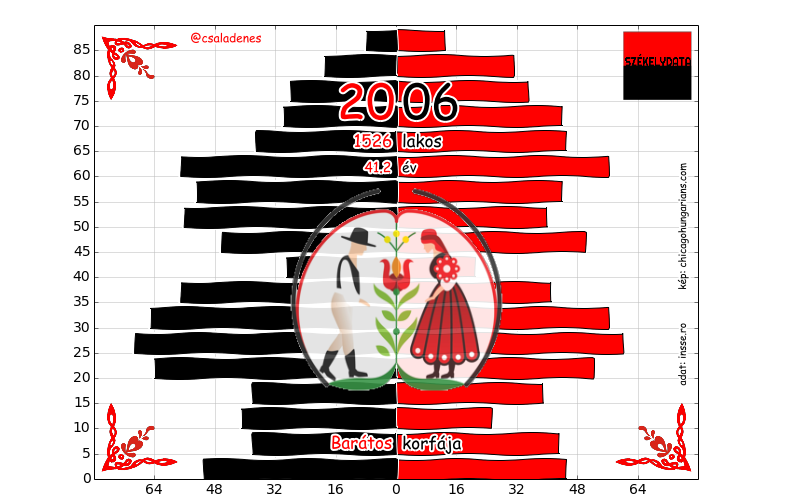 @csaladenes
SZÉKELYDATA
2006
1526 lakos
41,2 év
kép: chicagohungarians.com
adat: insse.ro
Barátos korfája
85
80
75
70
65
60
55
50
45
40
35
30
25
20
15
10
5
0
64 48 32 16 0 16 32 48 64